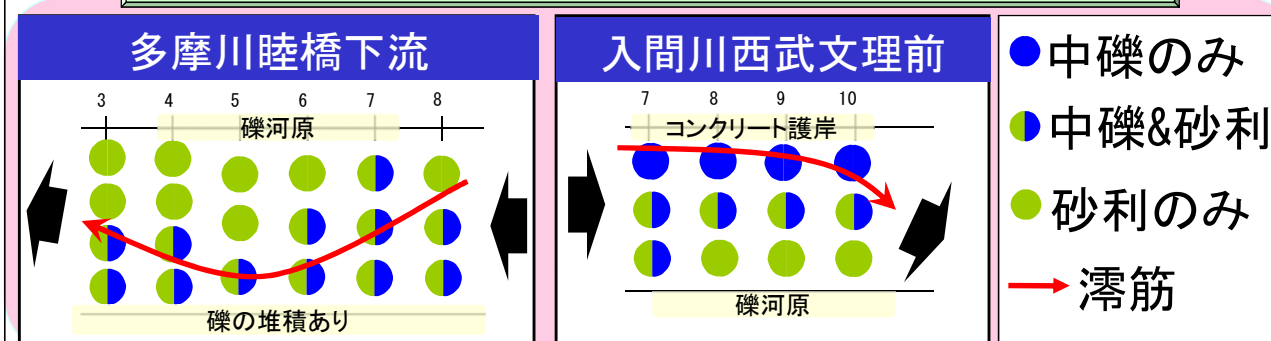 多摩川睦橋下流
3 4 5 6 7 8
礫河原
礫の堆積あり
入間川西武文理前
7 8 9 10
コンクリート護岸
礫河原
中礫のみ
中礫&砂利
砂利のみ
澪筋